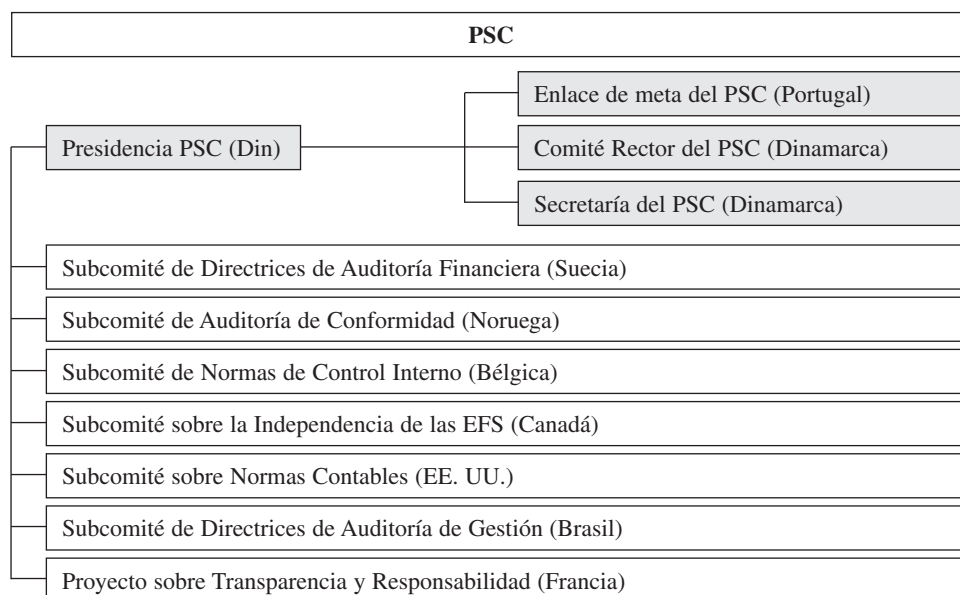 PSC
Enlace de meta del PSC (Portugal)
Presidencia PSC (Din)
Comité Rector del PSC (Dinamarca)
Secretaría del PSC (Dinamarca)
Subcomité de Directrices de Auditoría Financiera (Suecia)
Subcomité de Auditoría de Conformidad (Noruega)
Subcomité de Normas de Control Interno (Bélgica)
Subcomité sobre la Independencia de las EFS (Canadá)
Subcomité sobre Normas Contables (EE. UU.)
Subcomité de Directrices de Auditoría de Gestión (Brasil)
Proyecto sobre Transparencia y Responsabilidad (Francia)